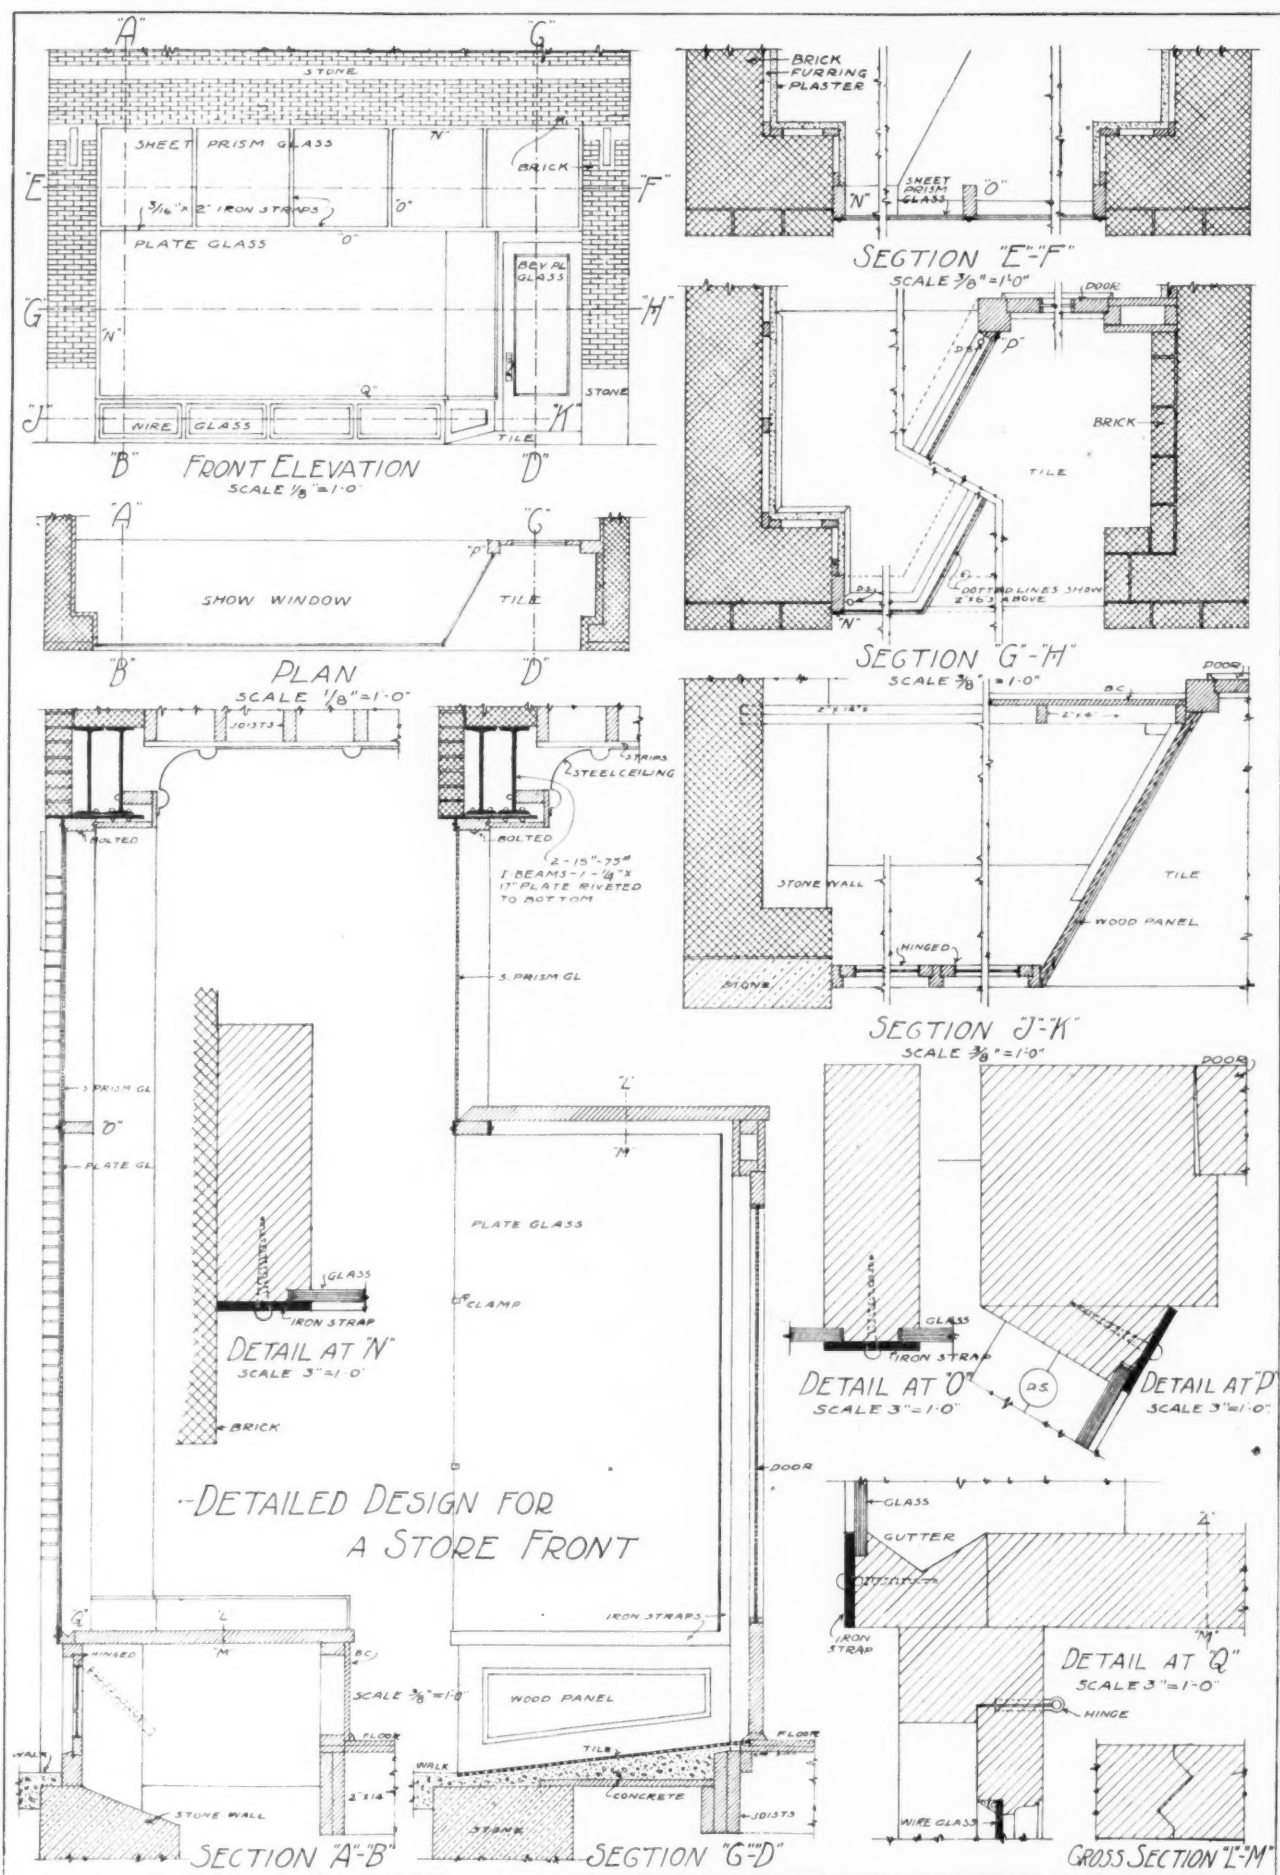 "A"
"G"
STONE
SHEET PRISM GLASS
"N"
BRICK
"E"
"F"
3/16" X 2" IRON STRAPS
"O"
PLATE GLASS
"O"
BEV. PL.
GLASS
"G"
"H"
"N"
"Q"
STONE
"J"
WIRE GLASS
"K"
TILE
"B"
FRONT ELEVATION
"D"
SCALE 1/8" = 1'-0"
"A"
"G"
"P"
SHOW WINDOW
TILE
"B"
PLAN
"D"
SCALE 1/8" = 1'-0"
BRICK
FURRING
PLASTER
"N"
SHEET
PRISM
GLASS
"O"
SECTION "E"-"F"
SCALE 3/8" = 1'-0"
DOOR
D.S.
"P"
BRICK
TILE
D.S.
DOTTED LINES SHOW
2"X6"S ABOVE
"N"
SECTION "G"-"H"
SCALE 3/8" = 1'-0"
DOOR
B.C.
2" X 14"S
2" X 4"
STONE WALL
TILE
WOOD PANEL
HINGED
STONE
SECTION "J"-"K"
SCALE 3/8" = 1'-0"
JOISTS
BOLTED
S. PRISM GL
"O"
PLATE GL.
STRIPS
STEEL CEILING
BOLTED
2-15"-75#
I BEAMS-1-1/4" X
17" PLATE RIVETED
TO BOTTOM
S. PRISM GL
"L"
"M"
PLATE GLASS
CLAMP
GLASS
IRON STRAP
DETAIL AT "N"
SCALE 3" = 1'-0"
BRICK
DOOR
-DETAILED DESIGN FOR
A STORE FRONT
DOOR
GLASS
IRON STRAP
DETAIL AT "O"
SCALE 3" = 1'-0"
D.S.
DETAIL AT "P"
SCALE 3" = 1'-0"
GLASS
GUTTER
"L"
IRON
STRAP
"M"
DETAIL AT "Q"
SCALE 3" = 1'-0"
HINGE
WIRE GLASS
CROSS SECTION "L"-"M"
"Q"
"L"
"M"
HINGED
B.C.
SCALE 3/8" = 1'-0"
FLOOR
WALK
STONE WALL
2" X 14"
SECTION "A"-"B"
IRON STRAPS
WOOD PANEL
FLOOR
TILE
WALK
CONCRETE
JOISTS
STONE
SECTION "G"-"D"